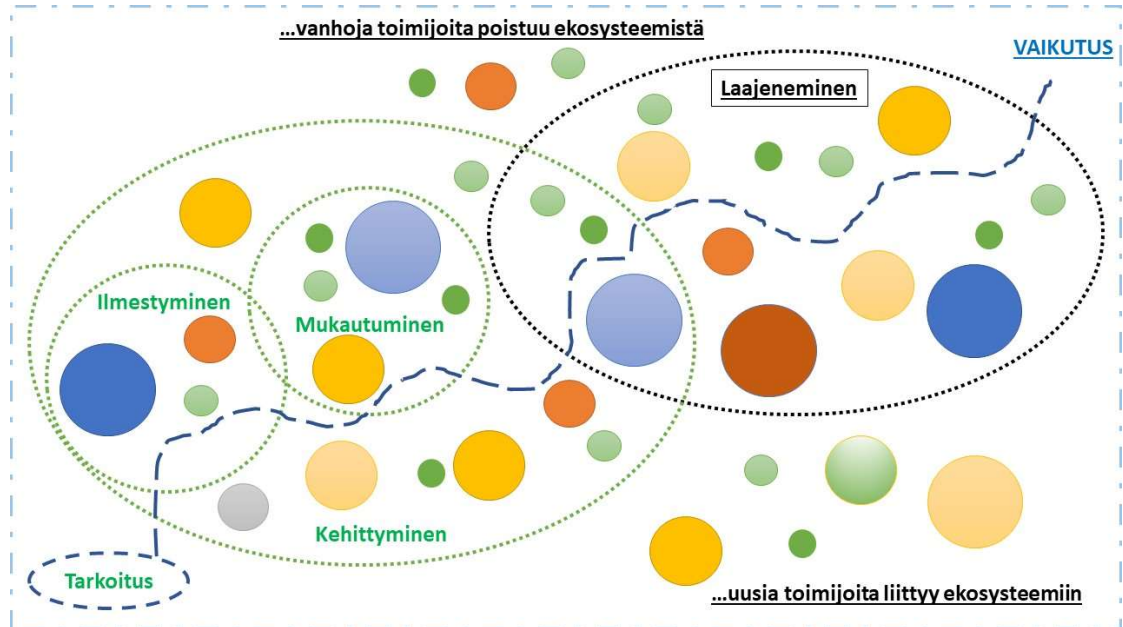 ...vanhoja toimijoita poistuu ekosysteemistä
VAIKUTUS
Laajeneminen
Ilmestyminen
Mukautuminen
Kehittyminen
Tarkoitus
...uusia toimijoita liittyy ekosysteemiin